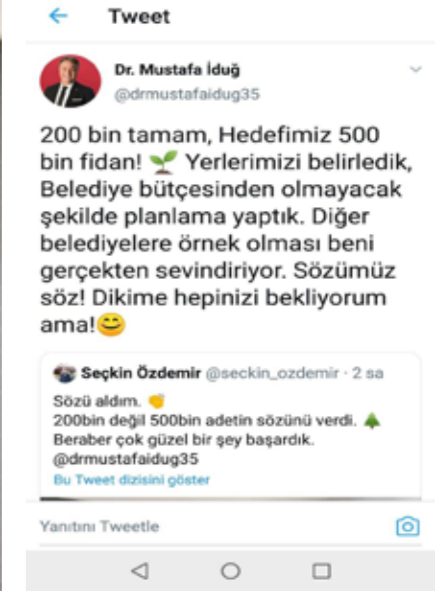 Tweet
Dr. Mustafa İduğ
@drmustafaidug35
200 bin tamam, Hedefimiz 500
bin fidan! 🌱 Yerlerimizi belirledik,
Belediye bütçesinden olmayacak
şekilde planlama yaptık. Diğer
belediyelere örnek olması beni
gerçekten sevindiriyor. Sözümüz
söz! Dikime hepinizi bekliyorum
ama!😊
Seçkin Özdemir @seckin_ozdemir · 2 sa
Sözü aldım. 👏
200bin değil 500bin adetin sözünü verdi. 🌲
Beraber çok güzel bir şey başardık.
@drmustafaidug35
Bu Tweet dizisini göster
Yanıtını Tweetle